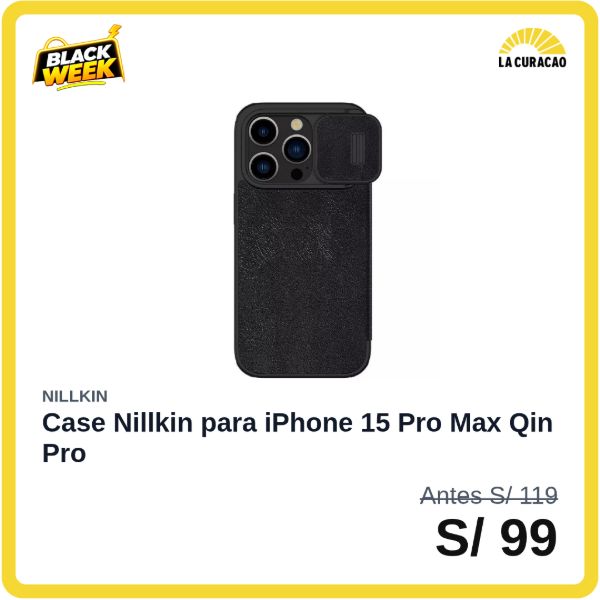 BLACK
WEEK
LA CURACAO
NILLKIN
Case Nillkin para iPhone 15 Pro Max Qin
Pro
Antes S/ 119
S/ 99